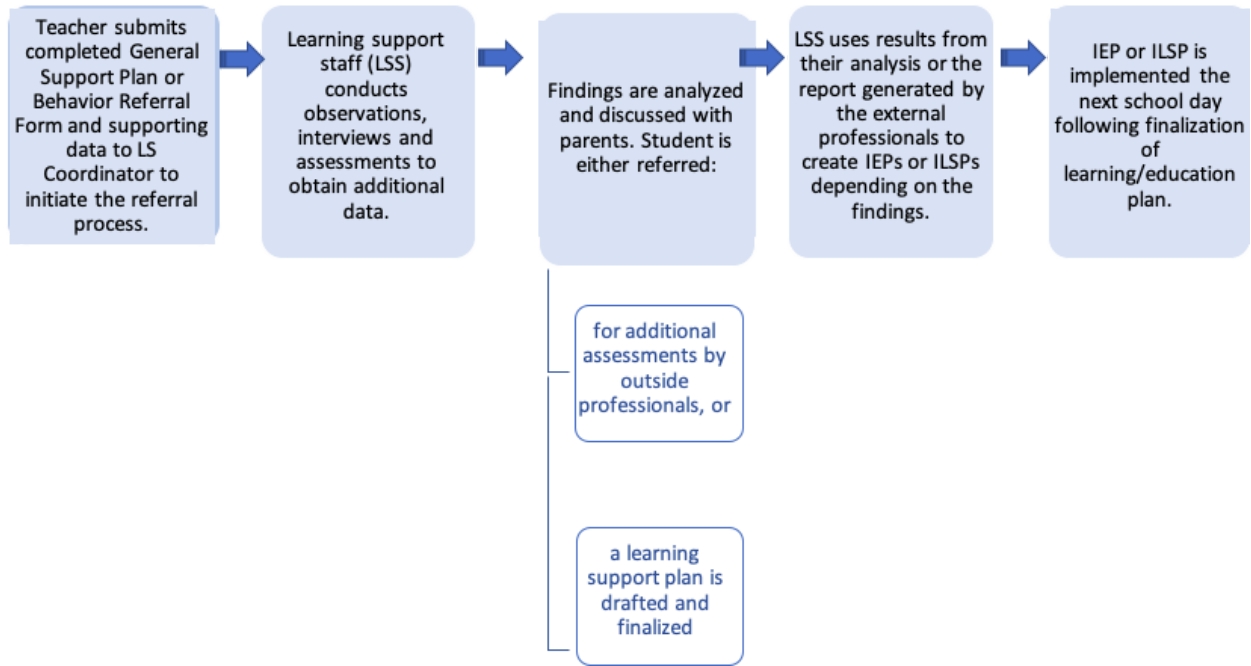 Teacher submits
completed General
Support Plan or
Behavior Referral
Form and supporting
data to LS
Coordinator to
initiate the referral
process.
Learning support
staff (LSS)
conducts
observations,
interviews and
assessments to
obtain additional
data.
Findings are analyzed
and discussed with
parents. Student is
either referred:
for additional
assessments by
outside
professionals, or
a learning
support plan is
drafted and
finalized
LSS uses results from
their analysis or the
report generated by
the external
professionals to
create IEPs or ILSPs
depending on the
findings.
IEP or ILSP is
implemented the
next school day
following finalization
of
learning/education
plan.